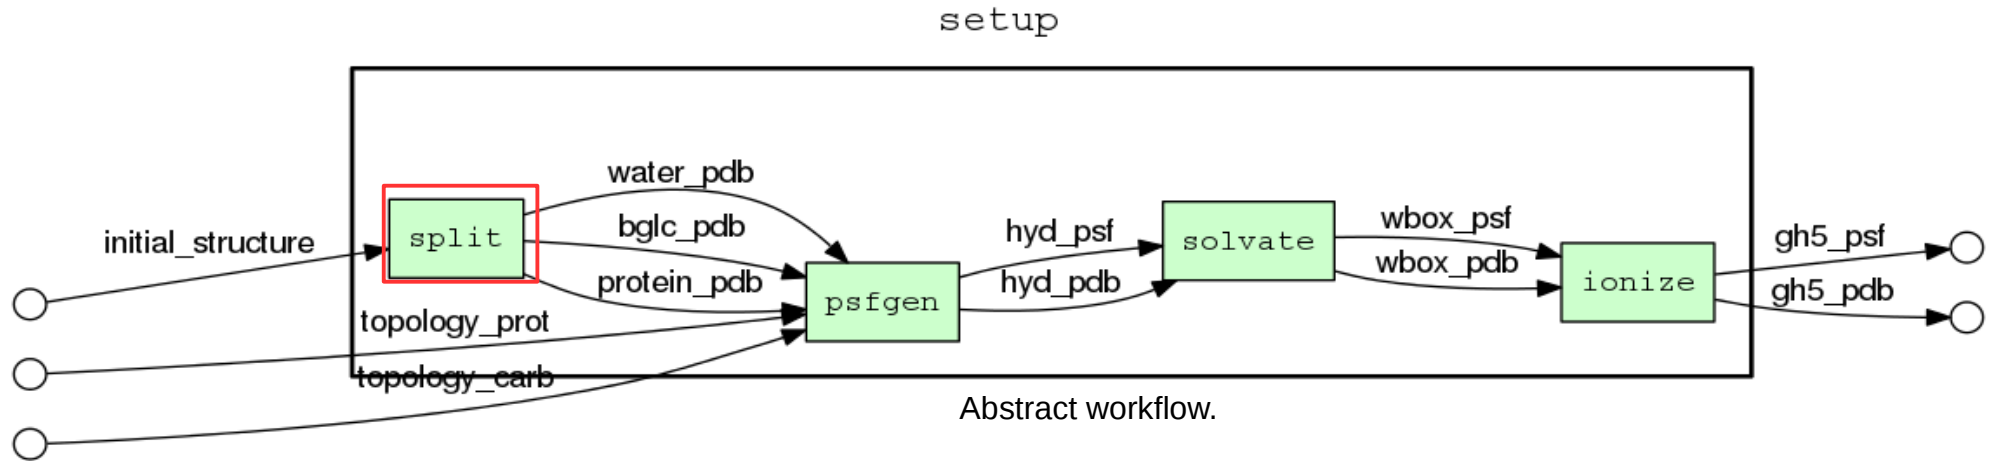 setup
water_pdb
bglc_pdb
split
initial_structure
protein_pdb
topology_prot
topology_carb
psfgen
hyd_psf
hyd_pdb
solvate
wbox_psf
wbox_pdb
ionize
gh5_psf
gh5_pdb
Abstract workflow.